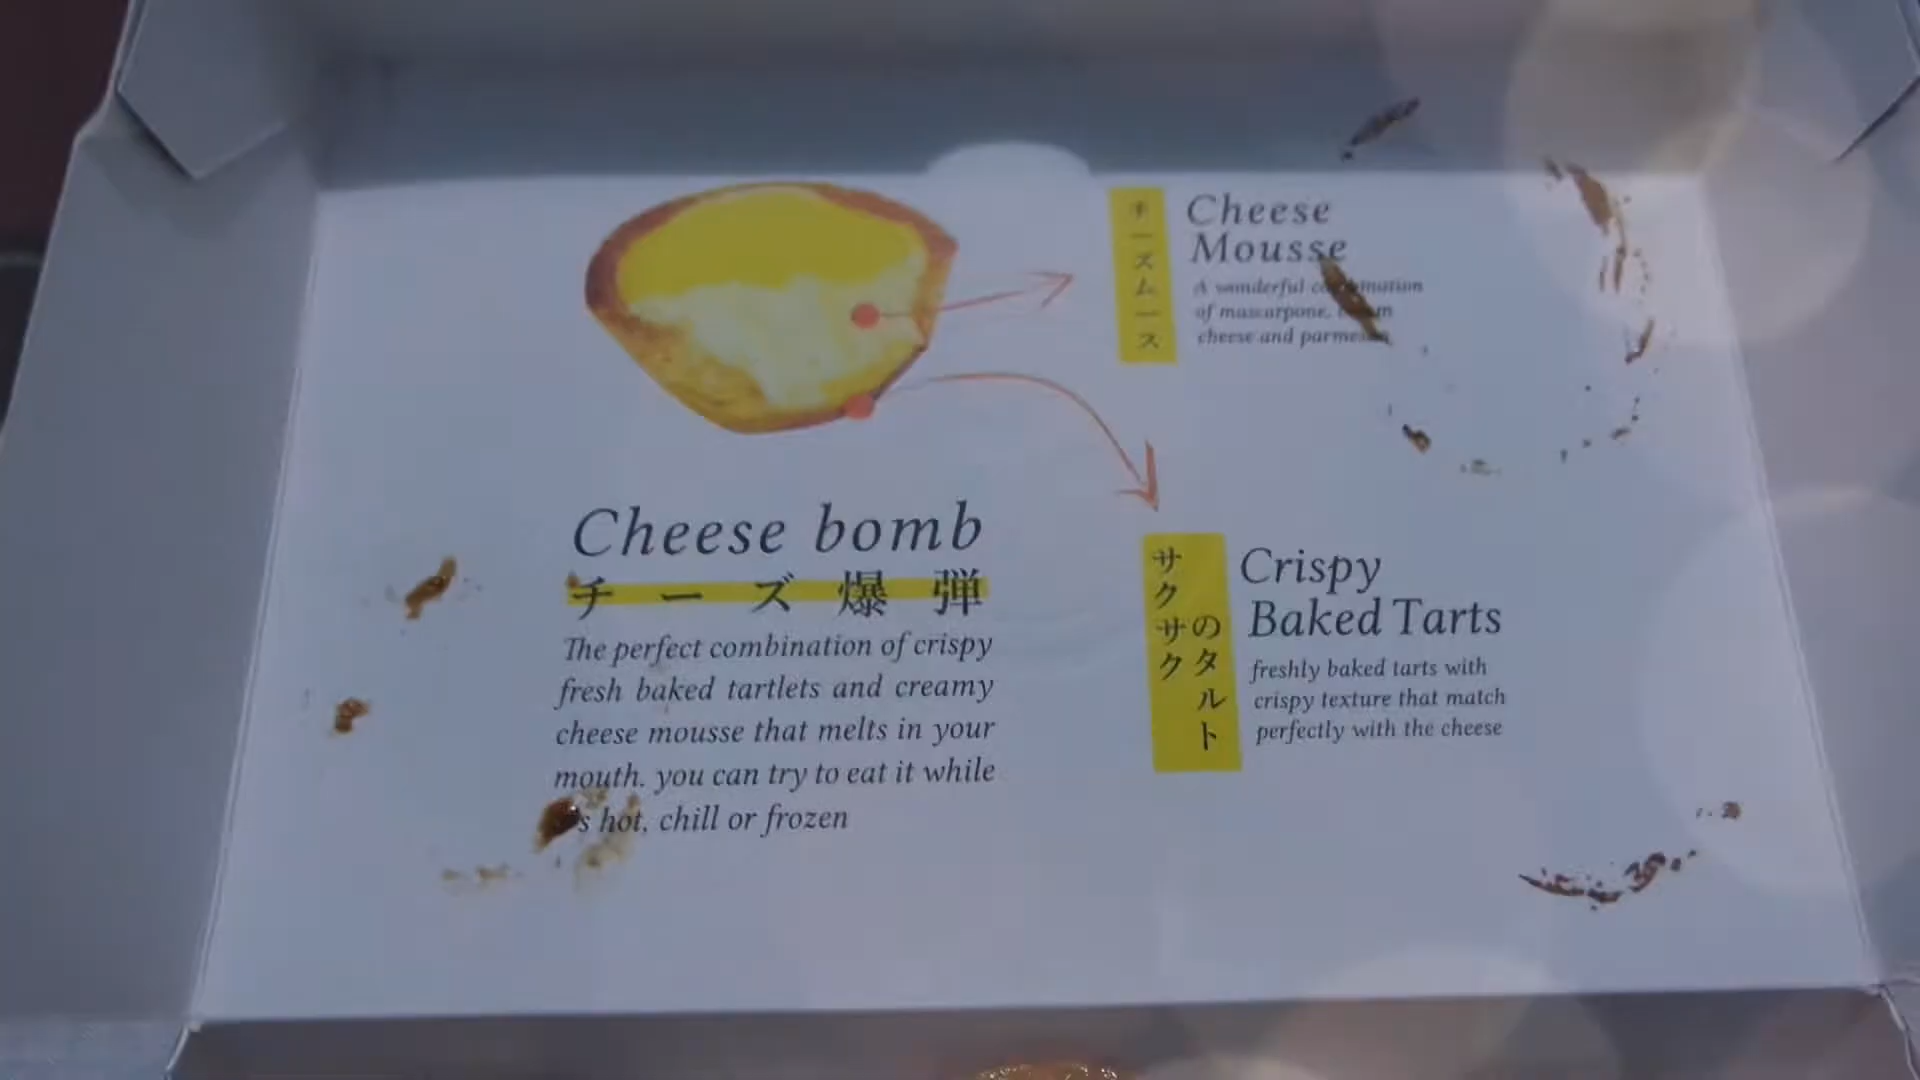 チーズムース
Cheese
Mousse
A wonderful
of mascarpone,
cheese and parmesan
Cheese bomb
チーズ爆弾
The perfect combination of crispy
fresh baked tartlets and creamy
cheese mousse that melts in your
mouth. you can try to eat it while
hot, chill or frozen
サクサク
のタルト
Crispy
Baked Tarts
freshly baked tarts with
crispy texture that match
perfectly with the cheese